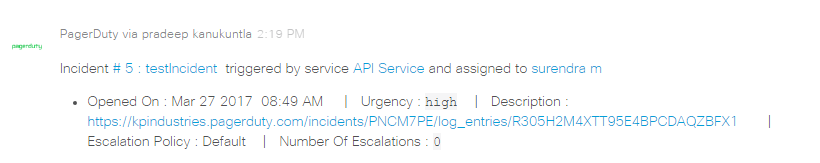 PagerDuty via pradeep kanukuntla 2:19 PM
pagerduty
Incident # 5 : testIncident triggered by service API Service and assigned to surendra m
• Opened On : Mar 27 2017 08:49 AM | Urgency : high | Description :
https://kpindustries.pagerduty.com/incidents/PNCM7PE/log_entries/R305H2M4XTT95E4BPCDAQZBFX1 |
Escalation Policy : Default | Number Of Escalations : 0